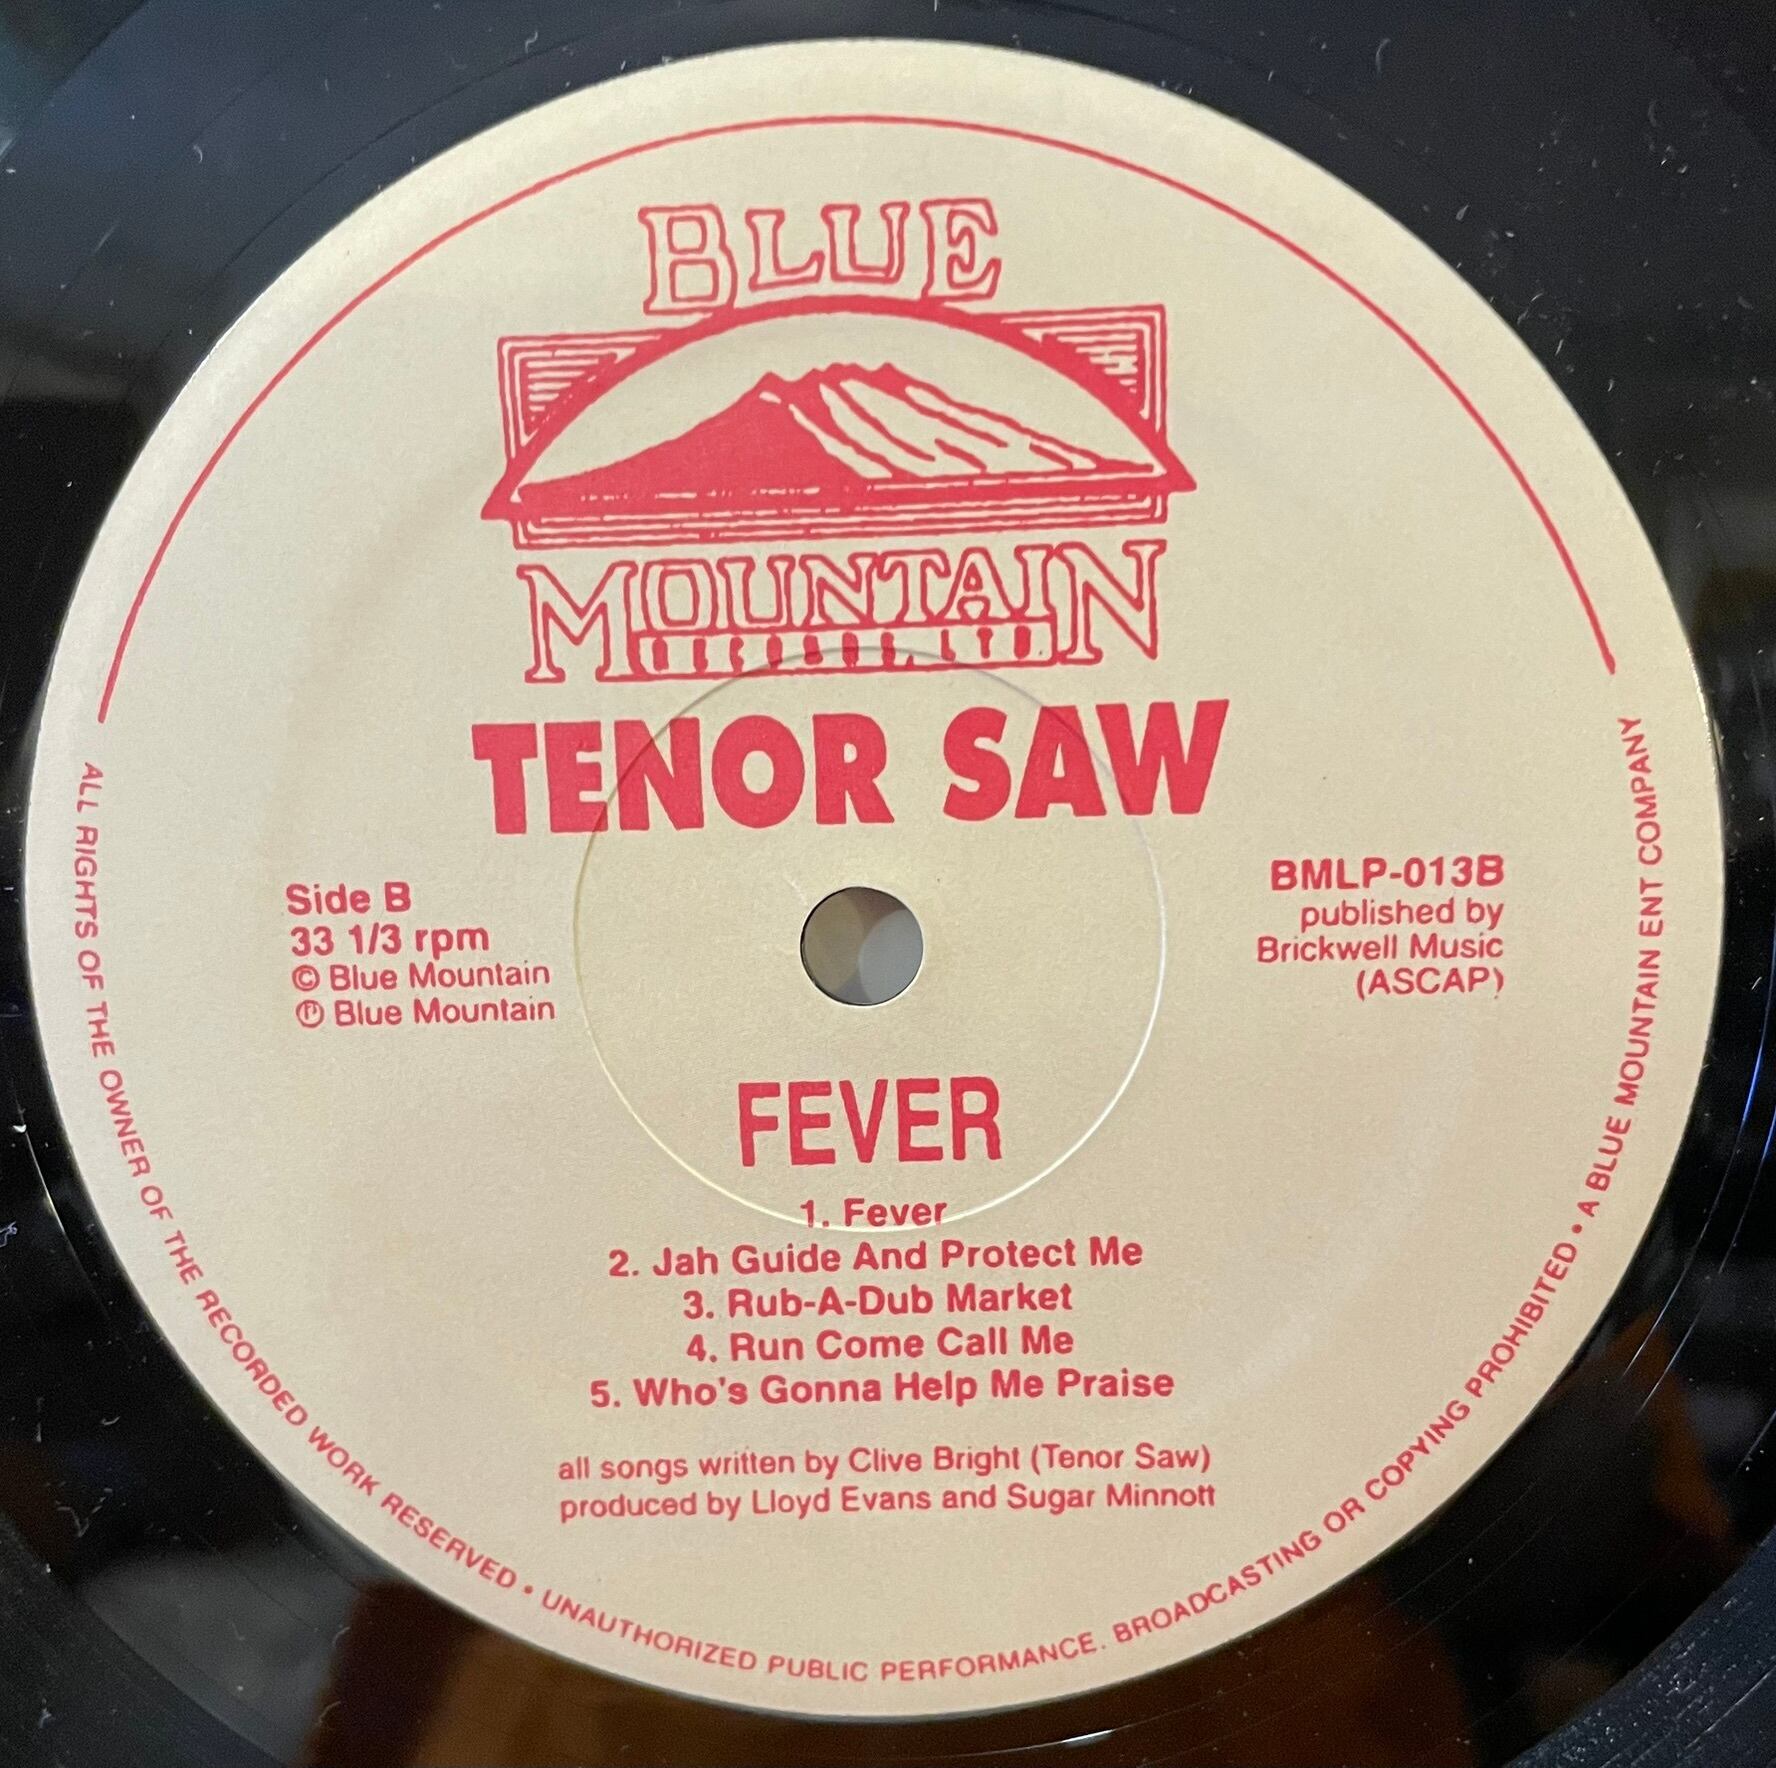 BLUE
MOUNTAIN
RECORDS, LTD.
TENOR SAW
Side B
33 1/3 rpm
© Blue Mountain
℗ Blue Mountain
BMLP-013B
published by
Brickwell Music
(ASCAP)
FEVER
1. Fever
2. Jah Guide And Protect Me
3. Rub-A-Dub Market
4. Run Come Call Me
5. Who's Gonna Help Me Praise
all songs written by Clive Bright (Tenor Saw)
produced by Lloyd Evans and Sugar Minnott
ALL RIGHTS OF THE OWNER OF THE RECORDED WORK RESERVED • UNAUTHORIZED PUBLIC PERFORMANCE. BROADCASTING OR COPYING PROHIBITED • A BLUE MOUNTAIN ENT COMPANY